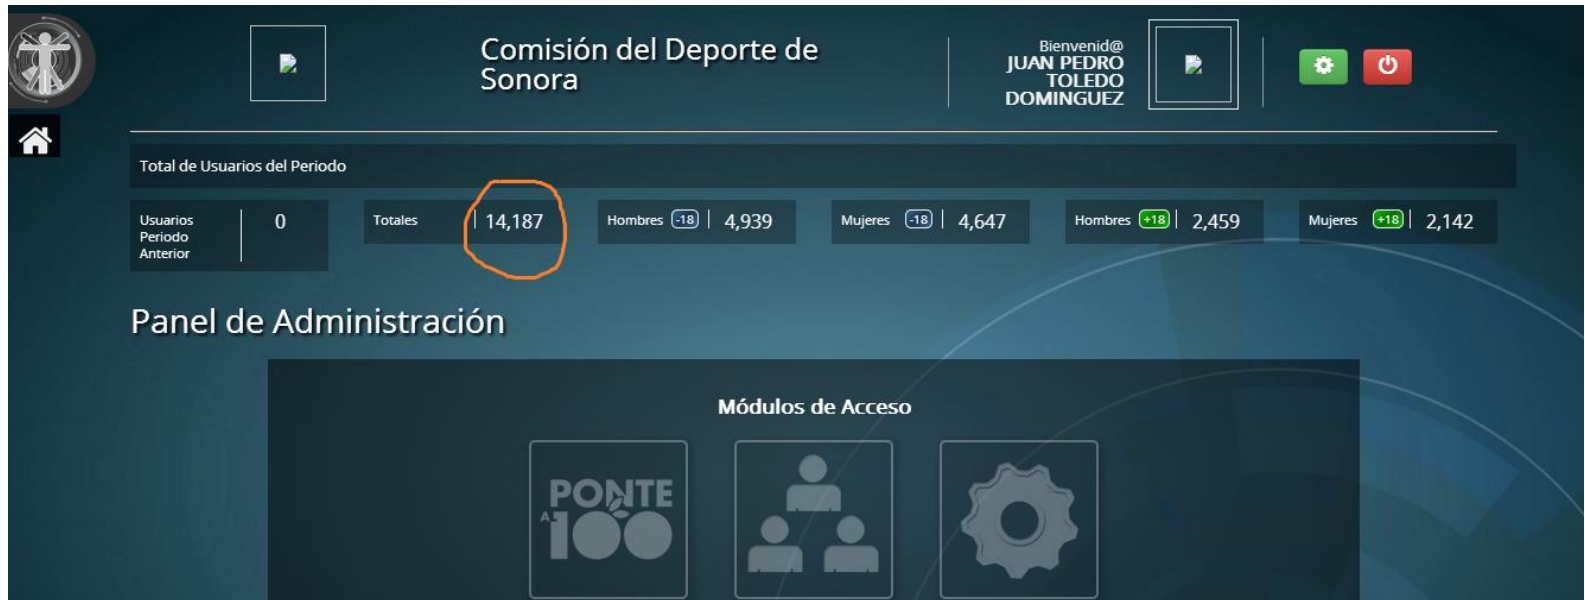 Comisión del Deporte de
Sonora
Bienvenid@
JUAN PEDRO
TOLEDO
DOMINGUEZ
Total de Usuarios del Periodo
Usuarios
Periodo
Anterior
0
Totales
14,187
Hombres -18 4,939
Mujeres -18 4,647
Hombres +18 2,459
Mujeres +18 2,142
Panel de Administración
Módulos de Acceso
PONTE
A 100